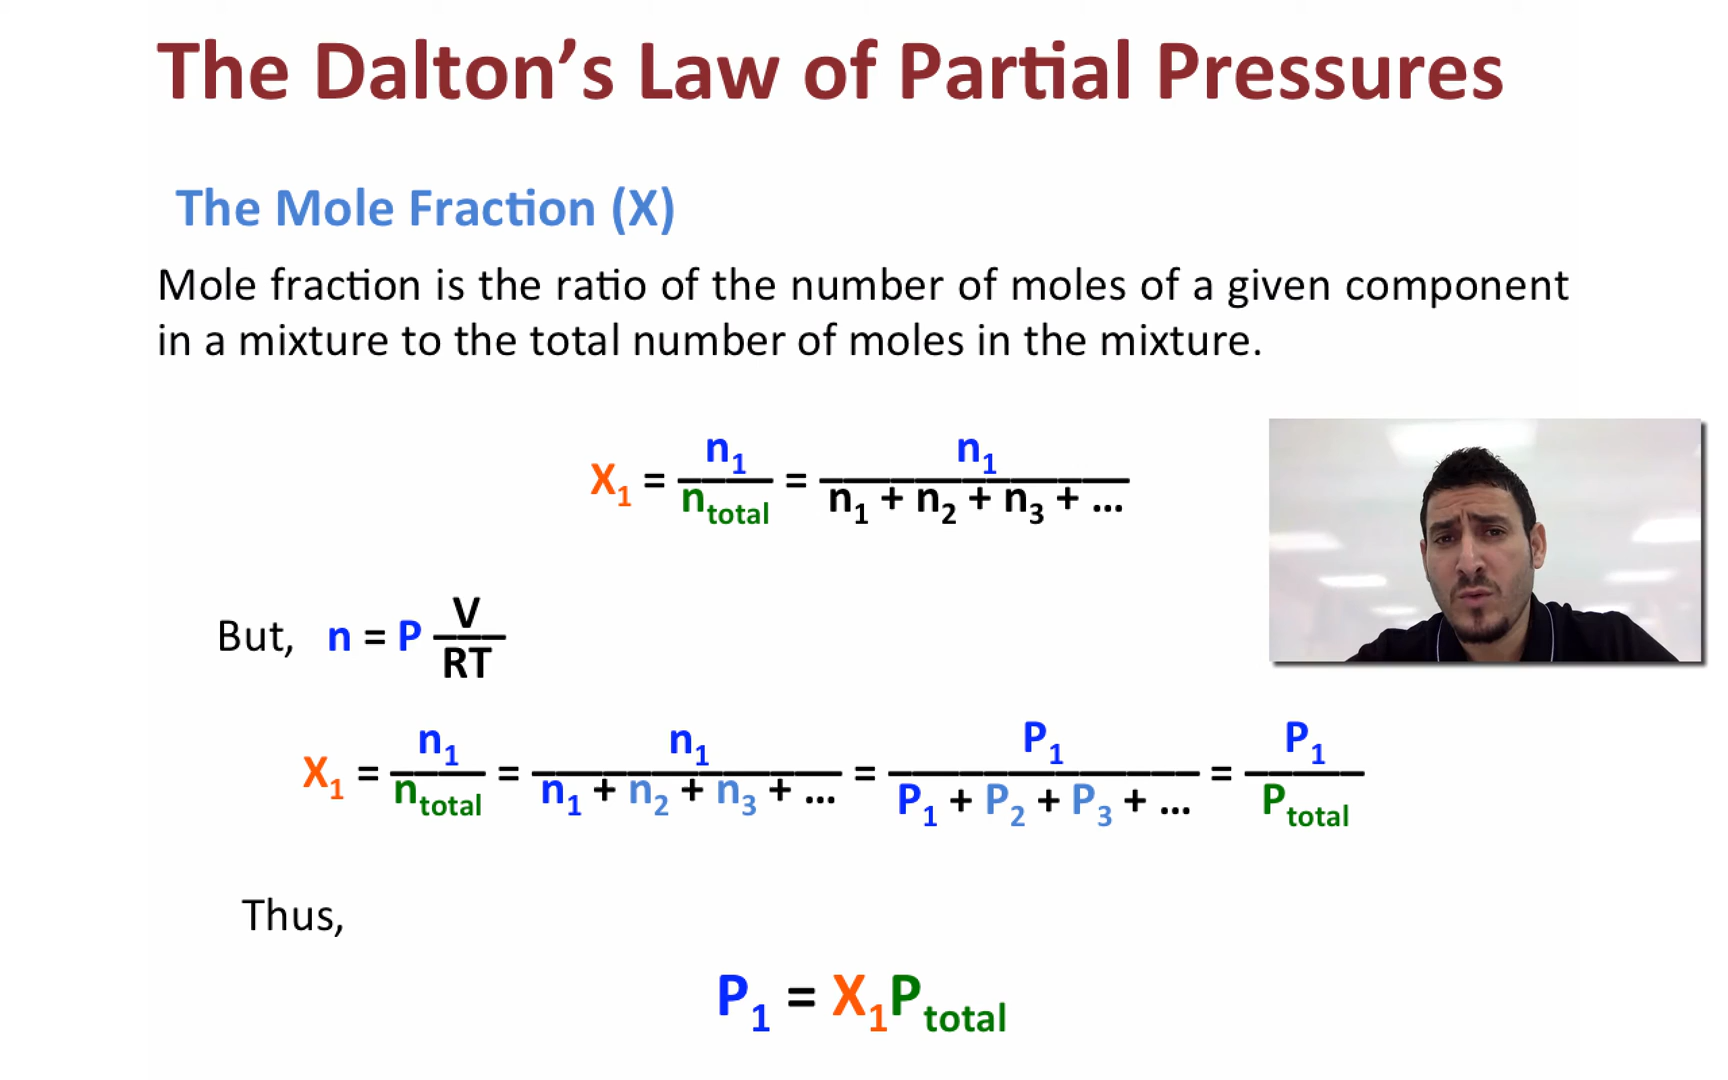 The Dalton’s Law of Partial Pressures
The Mole Fraction (X)
Mole fraction is the ratio of the number of moles of a given component
in a mixture to the total number of moles in the mixture.
X₁ = n₁ / n_total = n₁ / (n₁ + n₂ + n₃ + ...)
But, n = P V / RT
X₁ = n₁ / n_total = n₁ / (n₁ + n₂ + n₃ + ...) = P₁ / (P₁ + P₂ + P₃ + ...) = P₁ / P_total
Thus,
P₁ = X₁P_total